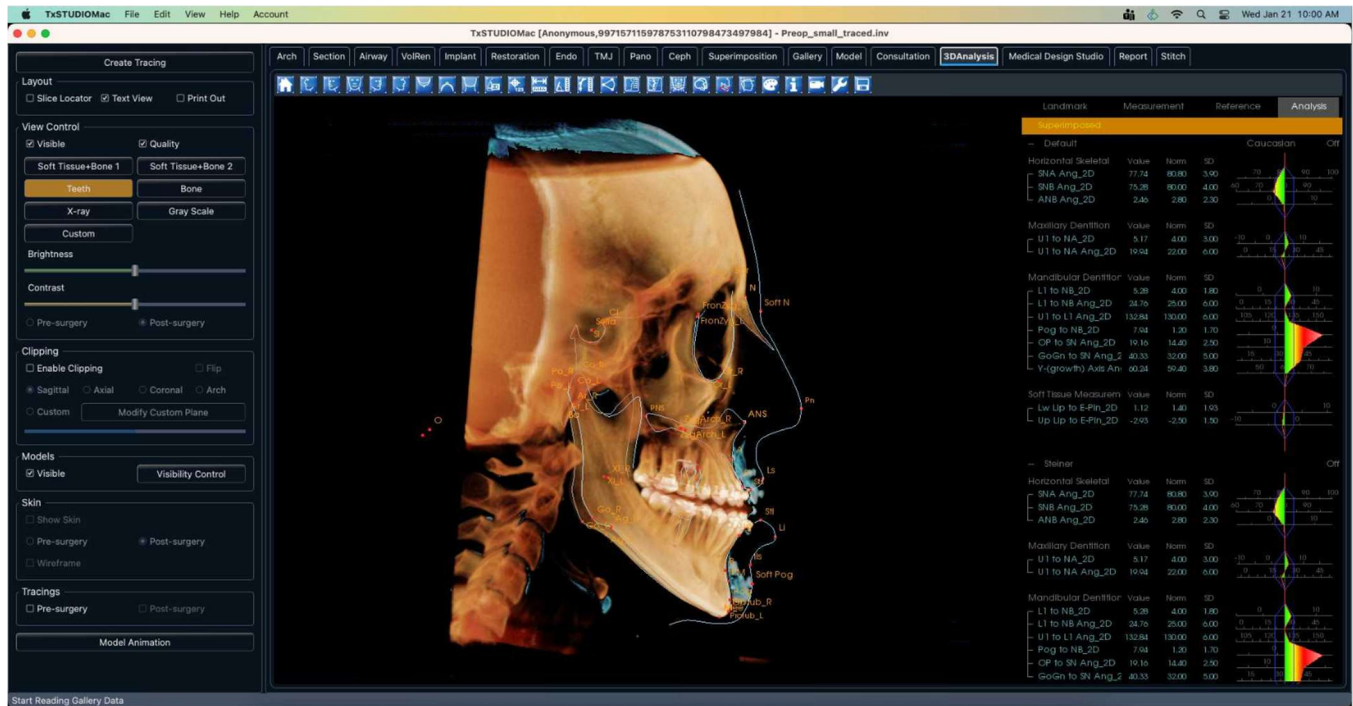 TxSTUDIOMac File Edit View Help Account Wed Jan 21 10:00 AM
TxSTUDIOMac [Anonymous,9971571159787531107984734979​84] - Preop_small_traced.inv
Create Tracing
Layout
Slice Locator Text View Print Out
View Control
Visible Quality
Soft Tissue+Bone 1 Soft Tissue+Bone 2
Teeth Bone
X-ray Gray Scale
Custom
Brightness
Contrast
Pre-surgery Post-surgery
Clipping
Enable Clipping Flip
Sagittal Axial Coronal Arch
Custom Modify Custom Plane
Models
Visible Visibility Control
Skin
Show Skin
Pre-surgery Post-surgery
Wireframe
Tracings
Pre-surgery Post-surgery
Model Animation
Start Reading Gallery Data
Arch Section Airway VolRen Implant Restoration Endo TMJ Pano Ceph Superimposition Gallery Model Consultation 3DAnalysis Medical Design Studio Report Stitch
N
Soft N
Pn
O
PNS
ANS
Ls
Sti
Li
Soft Pog
Landmark Measurement Reference Analysis
Superimposed
– Default Caucasian Off
Horizontal Skeletal Value Norm SD
SNA Ang_2D 77.74 80.80 3.90
SNB Ang_2D 75.28 80.00 4.00
ANB Ang_2D 2.46 2.80 2.30
Maxillary Dentition Value Norm SD
U1 to NA_2D 5.17 4.00 3.00
U1 to NA Ang_2D 19.94 22.00 6.00
Mandibular Dentition Value Norm SD
L1 to NB_2D 5.28 4.00 1.80
L1 to NB Ang_2D 24.76 25.00 6.00
U1 to L1 Ang_2D 132.84 130.00 6.00
Pog to NB_2D 7.94 1.20 1.70
OP to SN Ang_2D 19.16 14.40 2.50
GoGn to SN Ang_2 40.33 32.00 5.00
Y-(growth) Axis An 60.24 59.40 3.80
Soft Tissue Measurem Value Norm SD
Lw Lip to E-Pln_2D 1.12 1.40 1.93
Up Lip to E-Pln_2D -2.93 -2.50 1.50
– Steiner Off
Horizontal Skeletal Value Norm SD
SNA Ang_2D 77.74 80.80 3.90
SNB Ang_2D 75.28 80.00 4.00
ANB Ang_2D 2.46 2.80 2.30
Maxillary Dentition Value Norm SD
U1 to NA_2D 5.17 4.00 3.00
U1 to NA Ang_2D 19.94 22.00 6.00
Mandibular Dentition Value Norm SD
L1 to NB_2D 5.28 4.00 1.80
L1 to NB Ang_2D 24.76 25.00 6.00
U1 to L1 Ang_2D 132.84 130.00 6.00
Pog to NB_2D 7.94 1.20 1.70
OP to SN Ang_2D 19.16 14.40 2.50
GoGn to SN Ang_2 40.33 32.00 5.00